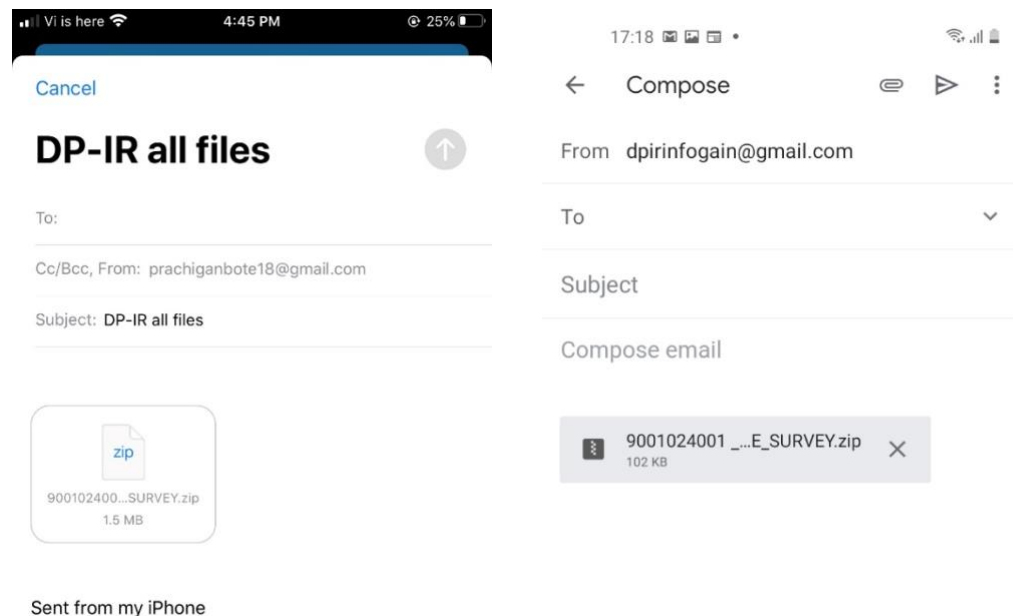 Vi is here 4:45 PM 25%
Cancel
DP-IR all files
To:
Cc/Bcc, From: prachiganbote18@gmail.com
Subject: DP-IR all files
zip
900102400...SURVEY.zip
1.5 MB
Sent from my iPhone
17:18
Compose
From dpirinfogain@gmail.com
To
Subject
Compose email
9001024001 _...E_SURVEY.zip
102 KB